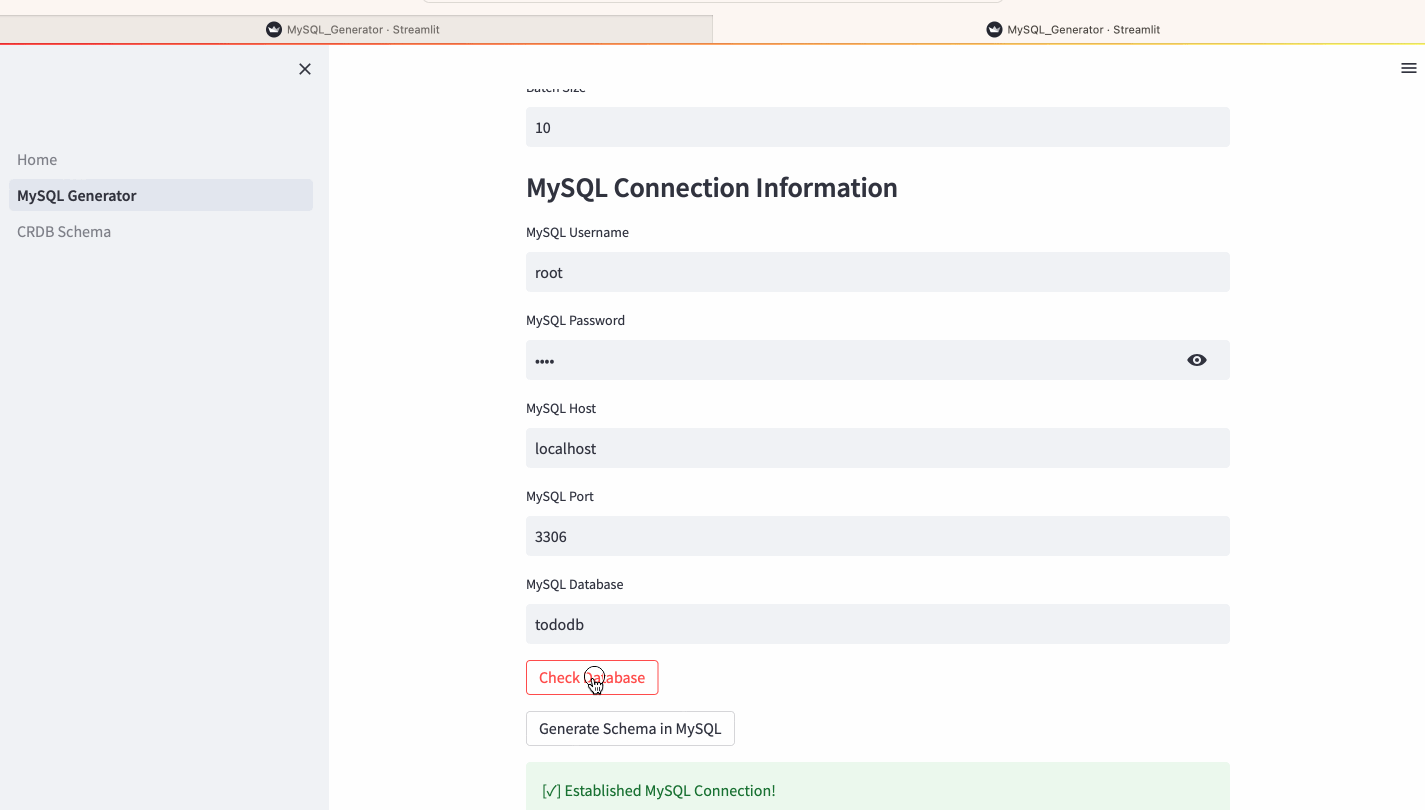 MySQL_Generator · Streamlit
MySQL_Generator · Streamlit
Home
MySQL Generator
CRDB Schema
Batch Size
10
MySQL Connection Information
MySQL Username
root
MySQL Password
••••
MySQL Host
localhost
MySQL Port
3306
MySQL Database
tododb
Check Database
Generate Schema in MySQL
[✓] Established MySQL Connection!